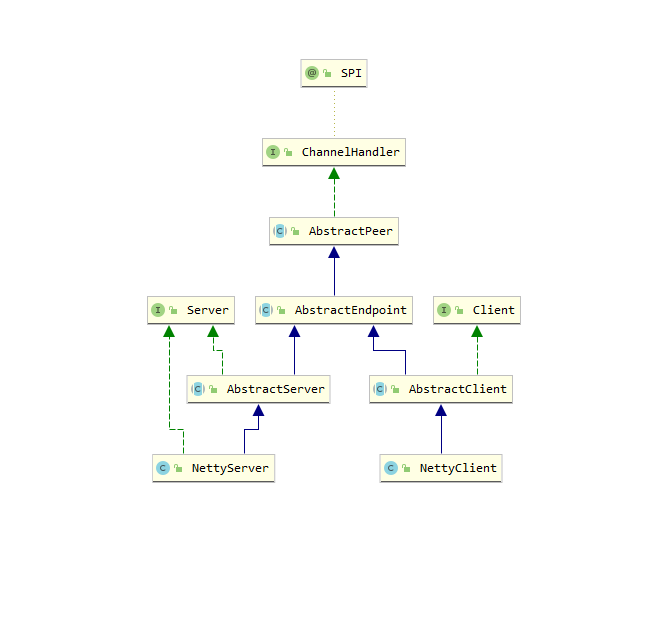 @ SPI
I ChannelHandler
C AbstractPeer
I Server
C AbstractEndpoint
I Client
C AbstractServer
C AbstractClient
C NettyServer
C NettyClient